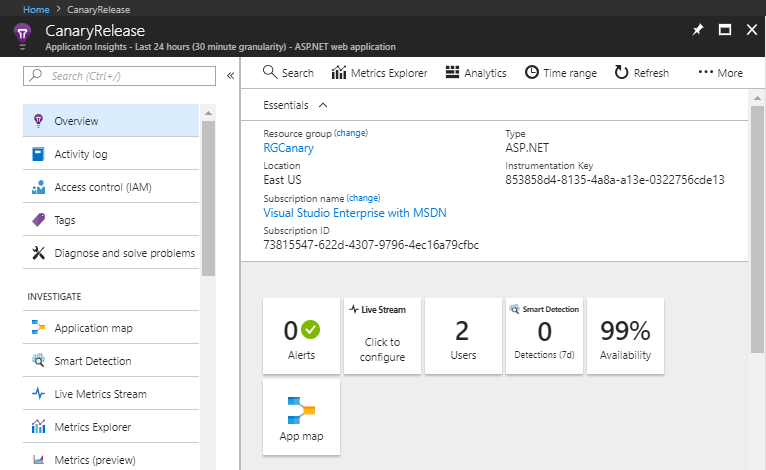 Home > CanaryRelease
CanaryRelease
Application Insights - Last 24 hours (30 minute granularity) - ASP.NET web application
Search (Ctrl+/)
«
Overview
Activity log
Access control (IAM)
Tags
Diagnose and solve problems
INVESTIGATE
Application map
Smart Detection
Live Metrics Stream
Metrics Explorer
Metrics (preview)
Search Metrics Explorer Analytics Time range Refresh ··· More
Essentials
Resource group (change)
RGCanary
Location
East US
Subscription name (change)
Visual Studio Enterprise with MSDN
Subscription ID
73815547-622d-4307-9796-4ec16a79cfbc
Type
ASP.NET
Instrumentation Key
853858d4-8135-4a8a-a13e-0322756cde13
0
Alerts
Live Stream
Click to
configure
2
Users
Smart Detection
0
Detections (7d)
99%
Availability
App map